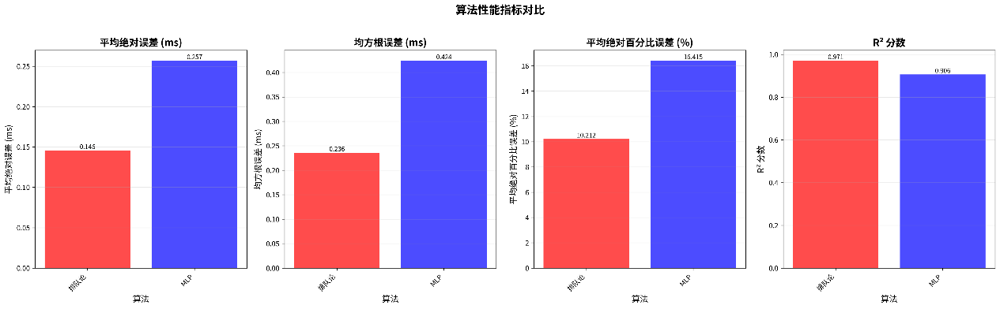 算法性能指标对比
平均绝对误差 (ms)
平均绝对误差 (ms)
0.25
0.20
0.15
0.10
0.05
0.00
0.146
0.257
排队论
MLP
算法
均方根误差 (ms)
均方根误差 (ms)
0.40
0.35
0.30
0.25
0.20
0.15
0.10
0.05
0.00
0.236
0.424
排队论
MLP
算法
平均绝对百分比误差 (%)
平均绝对百分比误差 (%)
16
14
12
10
8
6
4
2
0
10.212
16.415
排队论
MLP
算法
R² 分数
R² 分数
1.0
0.8
0.6
0.4
0.2
0.0
0.971
0.906
排队论
MLP
算法